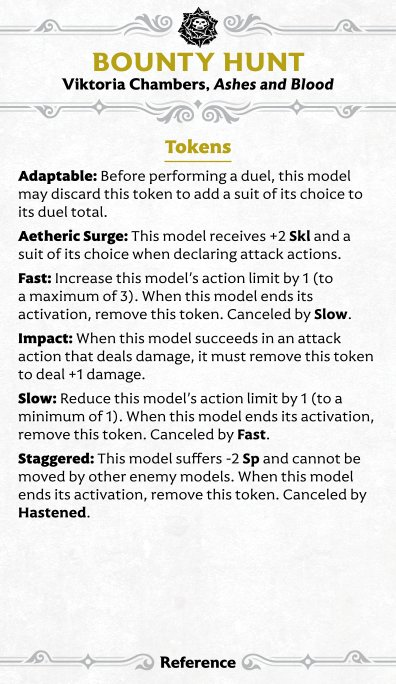 BOUNTY HUNT
Viktoria Chambers, Ashes and Blood
Tokens
Adaptable: Before performing a duel, this model
may discard this token to add a suit of its choice to
its duel total.
Aetheric Surge: This model receives +2 Skl and a
suit of its choice when declaring attack actions.
Fast: Increase this model’s action limit by 1 (to
a maximum of 3). When this model ends its
activation, remove this token. Canceled by Slow.
Impact: When this model succeeds in an attack
action that deals damage, it must remove this token
to deal +1 damage.
Slow: Reduce this model’s action limit by 1 (to a
minimum of 1). When this model ends its activation,
remove this token. Canceled by Fast.
Staggered: This model suffers -2 Sp and cannot be
moved by other enemy models. When this model
ends its activation, remove this token. Canceled by
Hastened.
Reference